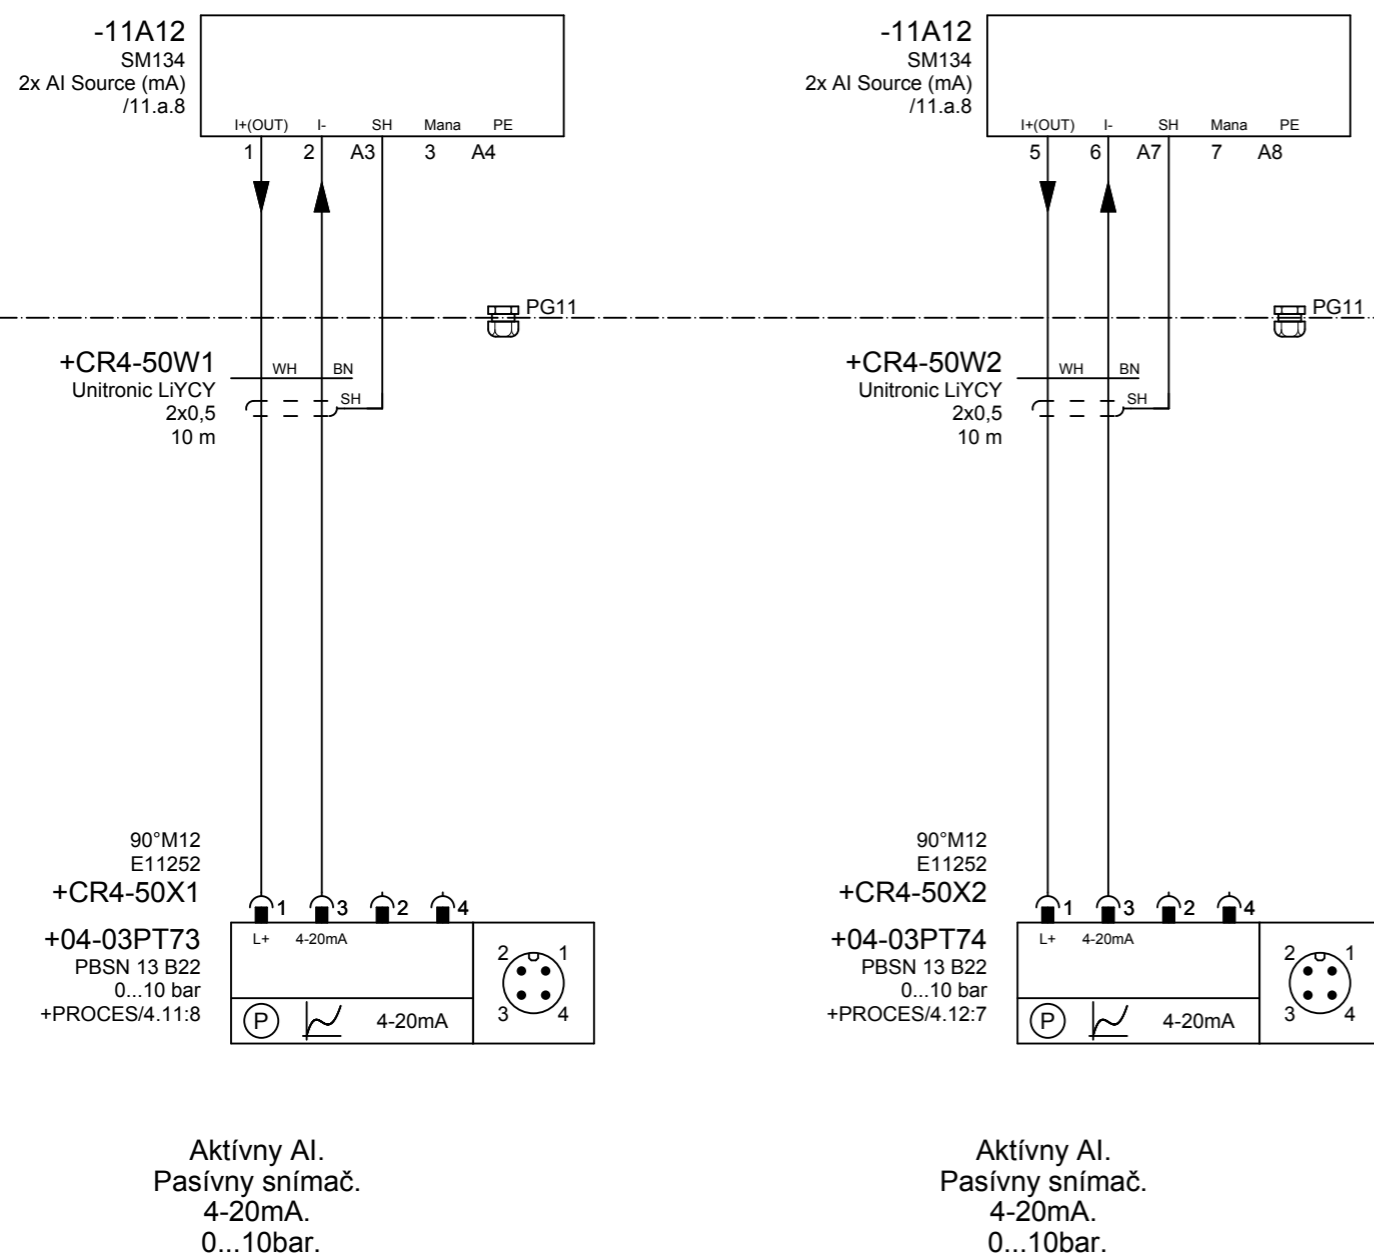 -11A12
SM134
2x AI Source (mA)
/11.a.8
I+(OUT) I- SH Mana PE
1 2 A3 3 A4
PG11
+CR4-50W1
Unitronic LiYCY
2x0,5
10 m
WH BN
SH
90°M12
E11252
+CR4-50X1
1 3 2 4
+04-03PT73
PBSN 13 B22
0...10 bar
+PROCES/4.11:8
L+ 4-20mA
P 4-20mA
2 1
3 4
Aktívny AI.
Pasívny snímač.
4-20mA.
0...10bar.
-11A12
SM134
2x AI Source (mA)
/11.a.8
I+(OUT) I- SH Mana PE
5 6 A7 7 A8
PG11
+CR4-50W2
Unitronic LiYCY
2x0,5
10 m
WH BN
SH
90°M12
E11252
+CR4-50X2
1 3 2 4
+04-03PT74
PBSN 13 B22
0...10 bar
+PROCES/4.12:7
L+ 4-20mA
P 4-20mA
2 1
3 4
Aktívny AI.
Pasívny snímač.
4-20mA.
0...10bar.